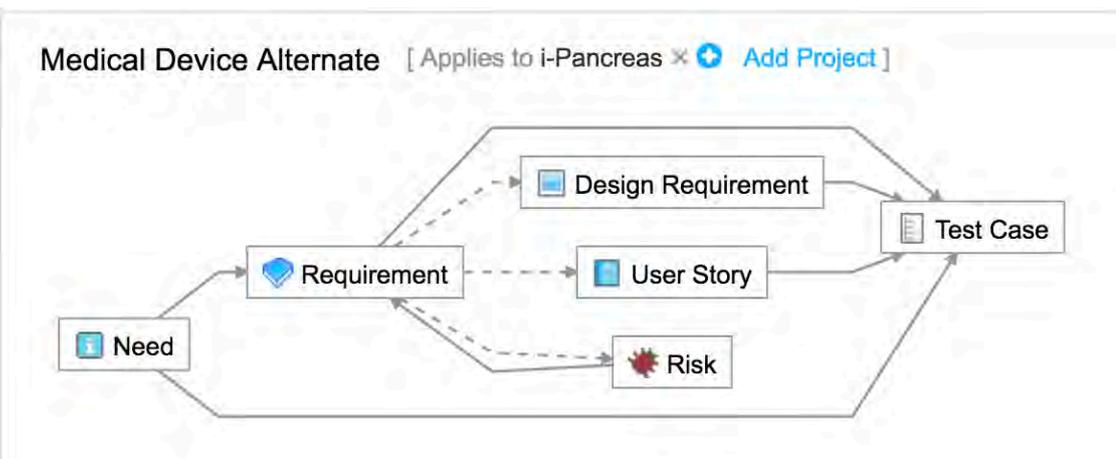 Medical Device Alternate [ Applies to i-Pancreas × Add Project ]
Design Requirement
Test Case
Requirement
User Story
Need
Risk